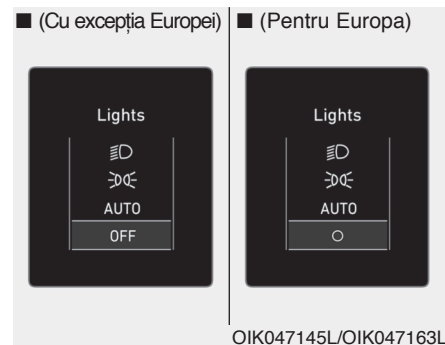 ■ (Cu excepția Europei)
■ (Pentru Europa)
Lights
AUTO
OFF
Lights
AUTO
OIK047145L/OIK047163L